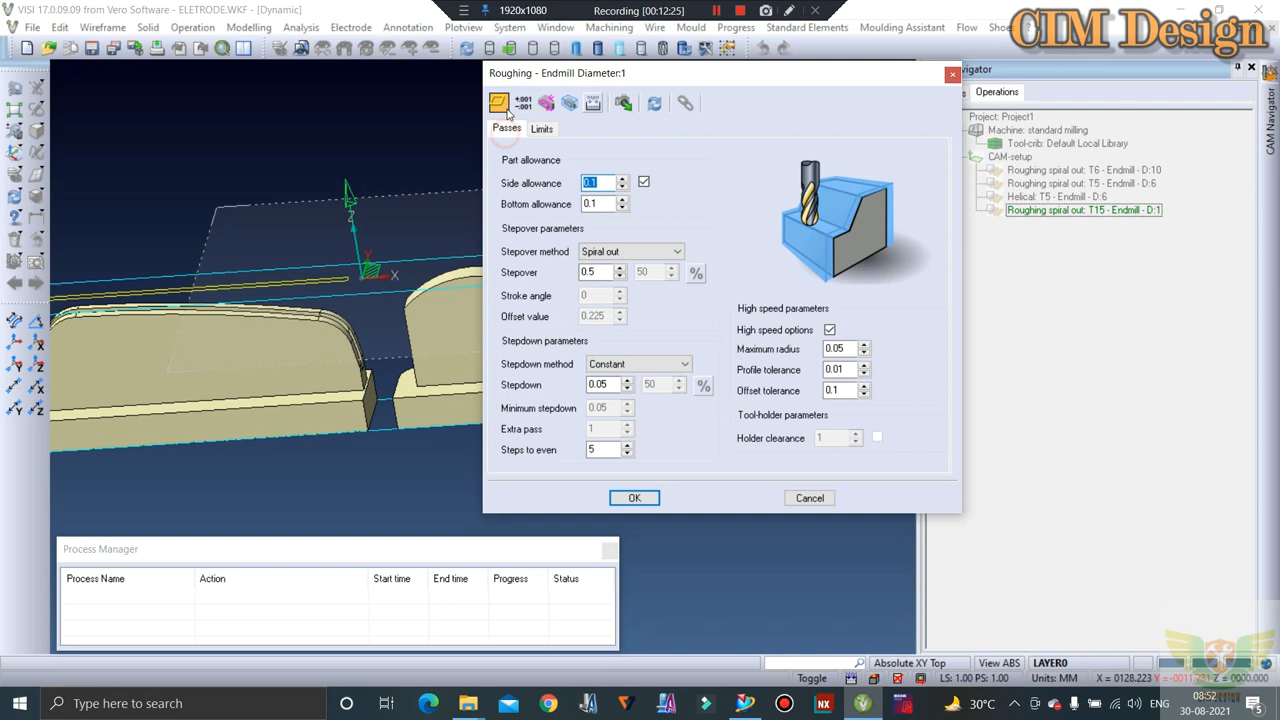 VISI 17.0.09.09 from Vero Software - ELETRODE.WKF - [Dynamic]
1920x1080
Recording [00:12:25]
CIM Design
File Edit Wireframe Solid Operation Modelling Analysis Electrode Annotation Plotview System Window Machining Wire Mould Progress Standard Elements Moulding Assistant Flow
Roughing - Endmill Diameter:1
Passes
Limits
Part allowance
Side allowance
0.1
Bottom allowance
0.1
Stepover parameters
Stepover method
Spiral out
Stepover
0.5
50
%
Stroke angle
0
Offset value
0.225
Stepdown parameters
Stepdown method
Constant
Stepdown
0.05
50
%
Minimum stepdown
0.05
Extra pass
1
Steps to even
5
High speed parameters
High speed options
Maximum radius
0.05
Profile tolerance
0.01
Offset tolerance
0.1
Tool-holder parameters
Holder clearance
1
OK
Cancel
Z
Y
X
avigator
Operations
Project: Project1
Machine: standard milling
Tool-crib: Default Local Library
CAM-setup
Roughing spiral out: T6 - Endmill - D:10
Roughing spiral out: T5 - Endmill - D:6
Helical: T5 - Endmill - D:6
Roughing spiral out: T15 - Endmill - D:1
Process Manager
Process Name
Action
Start time
End time
Progress
Status
Absolute XY Top
View ABS
LAYER0
Toggle
LS: 1.00 PS: 1.00
Units: MM
X = 0128.223
Z = 0000.000
Type here to search
30°C
ENG
08:52
30-08-2021
5